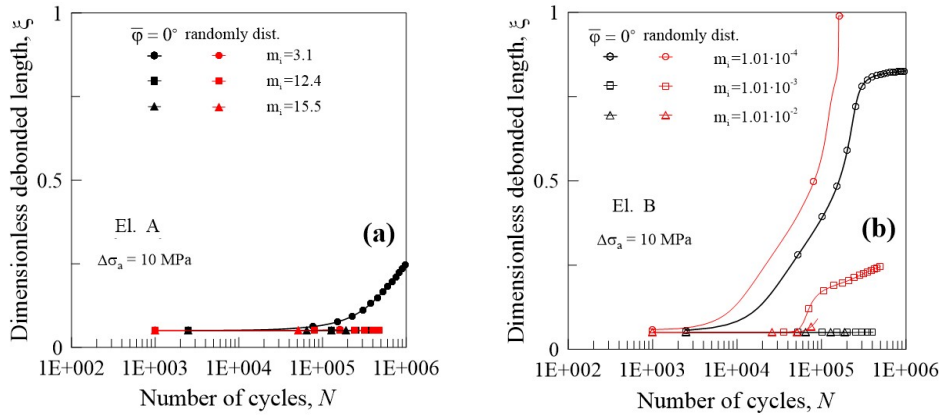 1
φ̅ = 0° randomly dist.
mᵢ=3.1
mᵢ=12.4
mᵢ=15.5
0.5
El. A
Δσₐ = 10 MPa
(a)
0
1E+002 1E+003 1E+004 1E+005 1E+006
Number of cycles, N
Dimensionless debonded length, ξ
1
φ̅ = 0° randomly dist.
mᵢ=1.01·10⁻⁴
mᵢ=1.01·10⁻³
mᵢ=1.01·10⁻²
0.5
El. B
Δσₐ = 10 MPa
(b)
0
1E+002 1E+003 1E+004 1E+005 1E+006
Number of cycles, N
Dimensionless debonded length, ξ